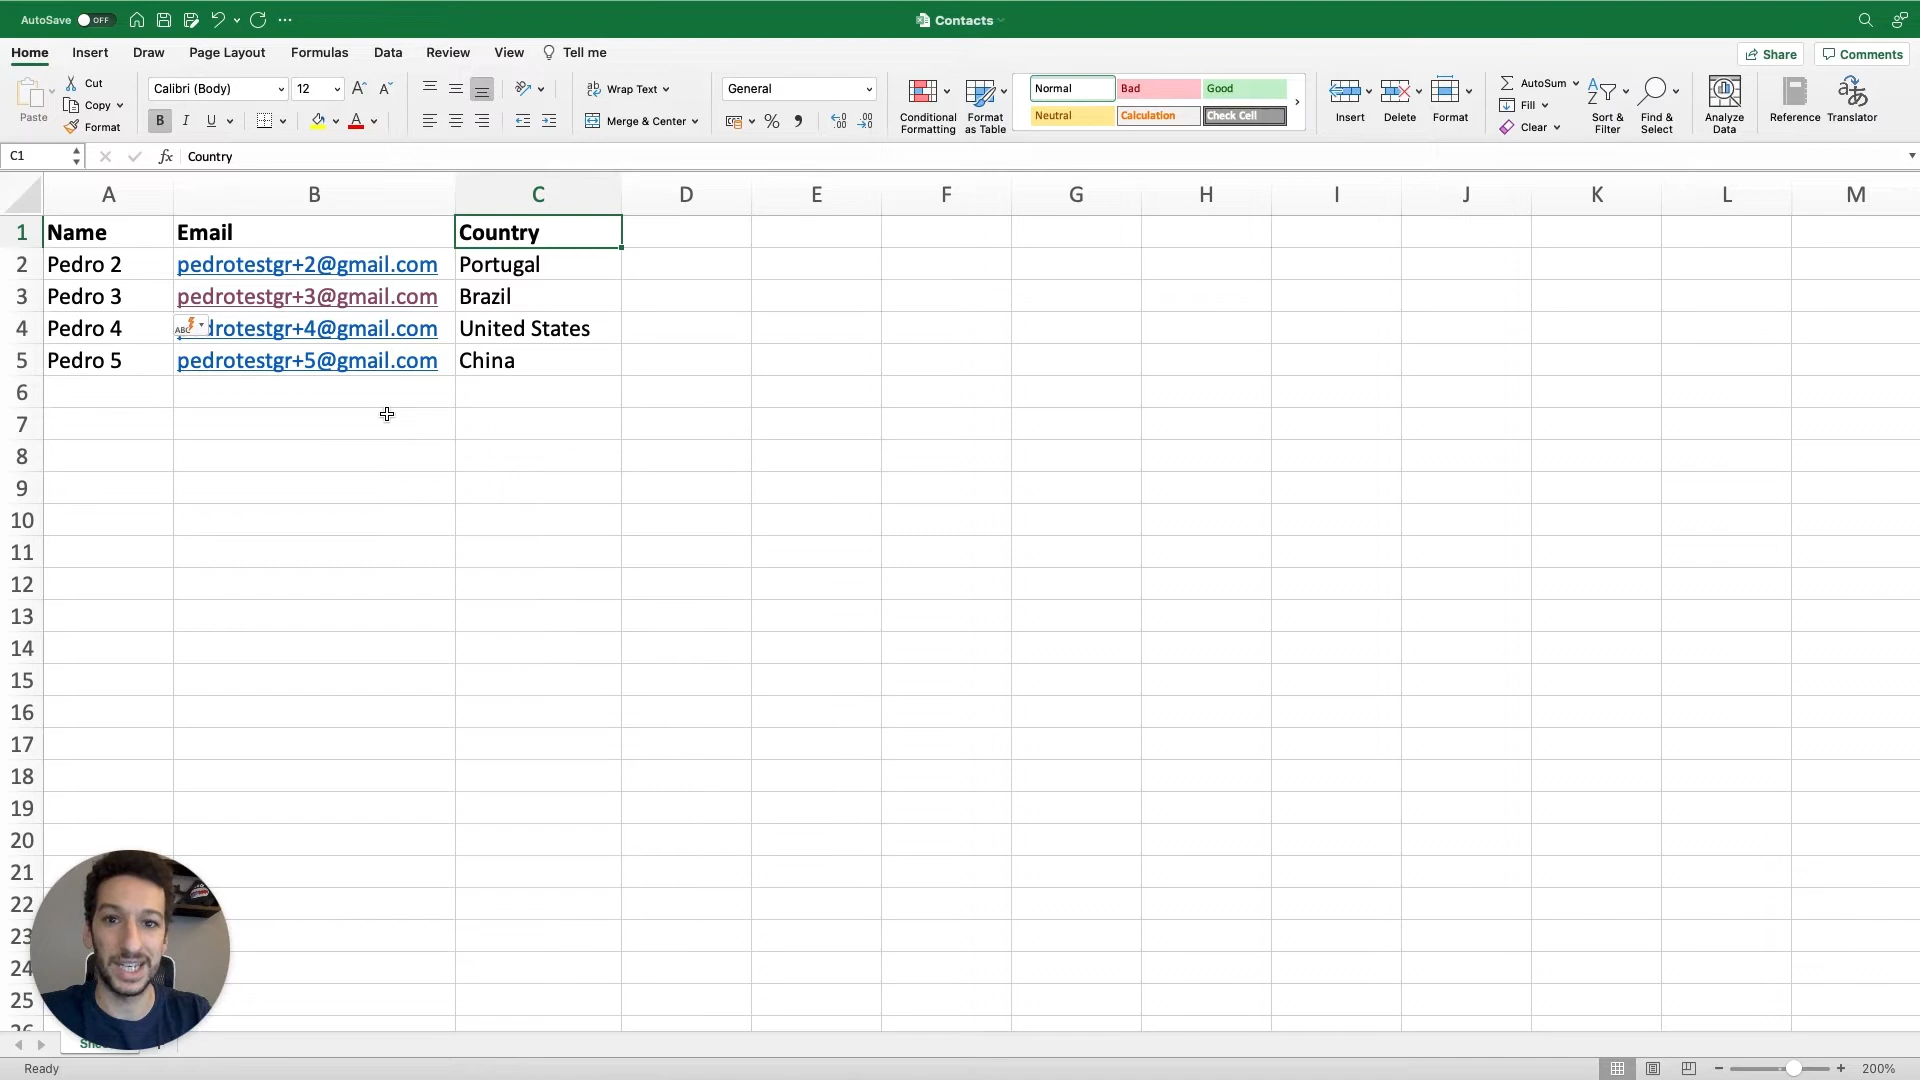 AutoSave OFF
Contacts
Home Insert Draw Page Layout Formulas Data Review View Tell me
Share Comments
Paste
Cut
Copy
Format
Calibri (Body) 12
B I U
Wrap Text
Merge & Center
General
Conditional Formatting
Format as Table
Normal Bad Good
Neutral Calculation Check Cell
Insert Delete Format
AutoSum
Fill
Clear
Sort & Filter
Find & Select
Analyze Data
Reference
Translator
C1 fx Country
A B C D E F G H I J K L M
1 Name Email Country
2 Pedro 2 pedrotestgr+2@gmail.com Portugal
3 Pedro 3 pedrotestgr+3@gmail.com Brazil
4 Pedro 4 drotestgr+4@gmail.com United States
5 Pedro 5 pedrotestgr+5@gmail.com China
6
7
8
9
10
11
12
13
14
15
16
17
18
19
20
21
22
23
24
25
Ready
200%